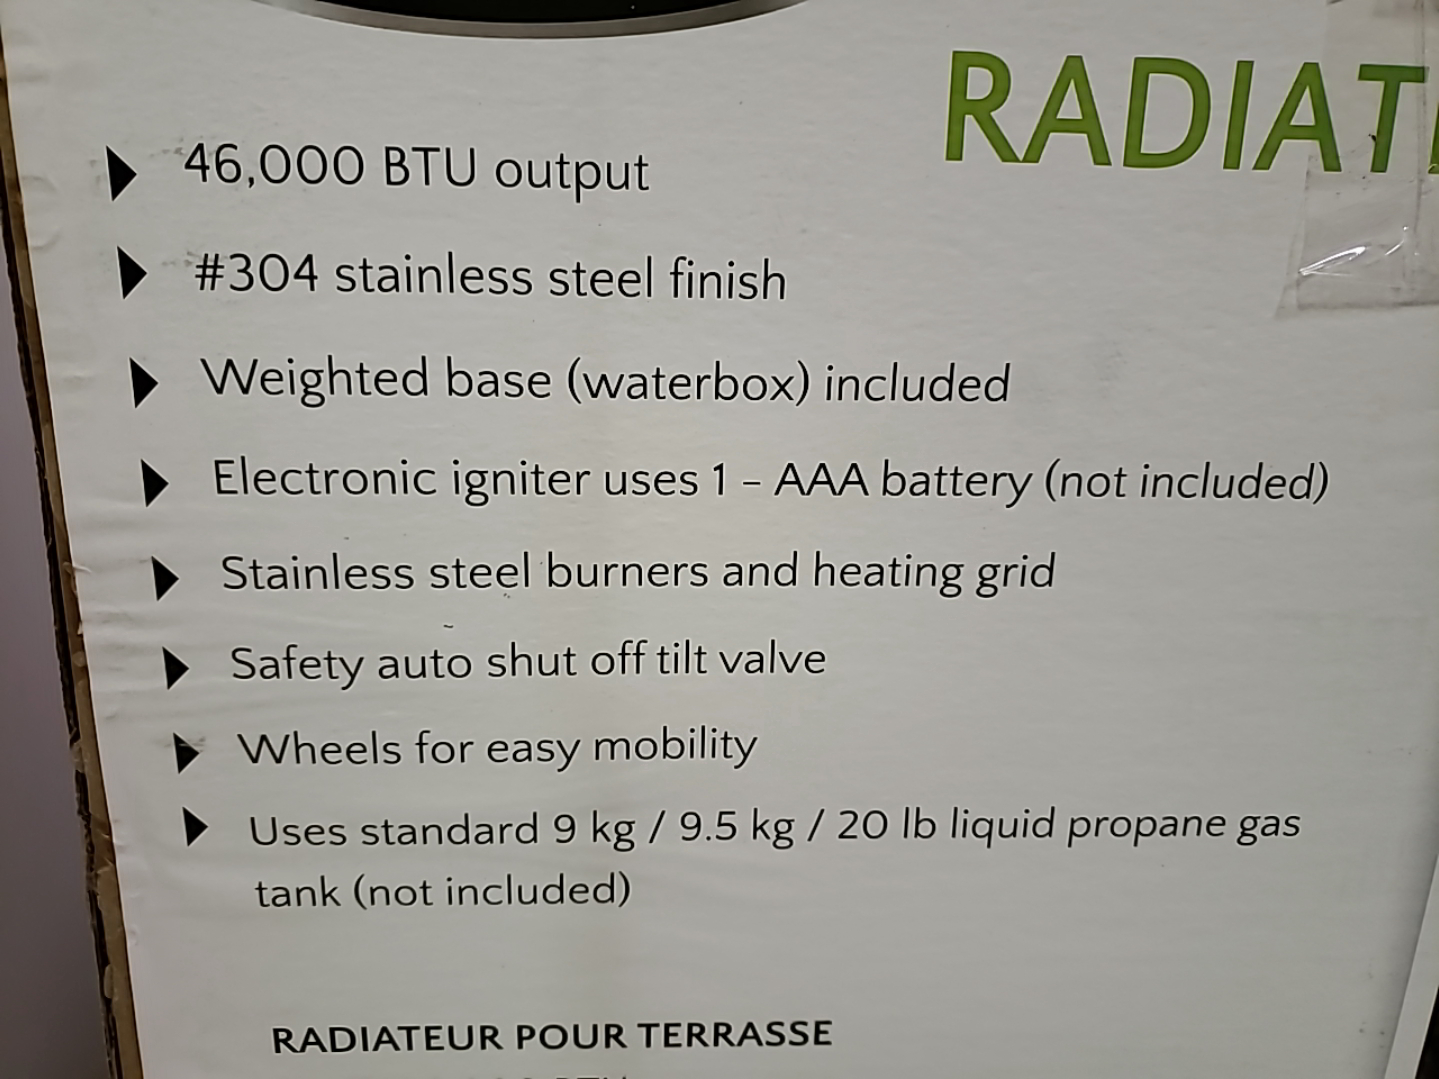 RADIAT
46,000 BTU output
#304 stainless steel finish
Weighted base (waterbox) included
Electronic igniter uses 1 - AAA battery (not included)
Stainless steel burners and heating grid
Safety auto shut off tilt valve
Wheels for easy mobility
Uses standard 9 kg / 9.5 kg / 20 lb liquid propane gas
tank (not included)
RADIATEUR POUR TERRASSE